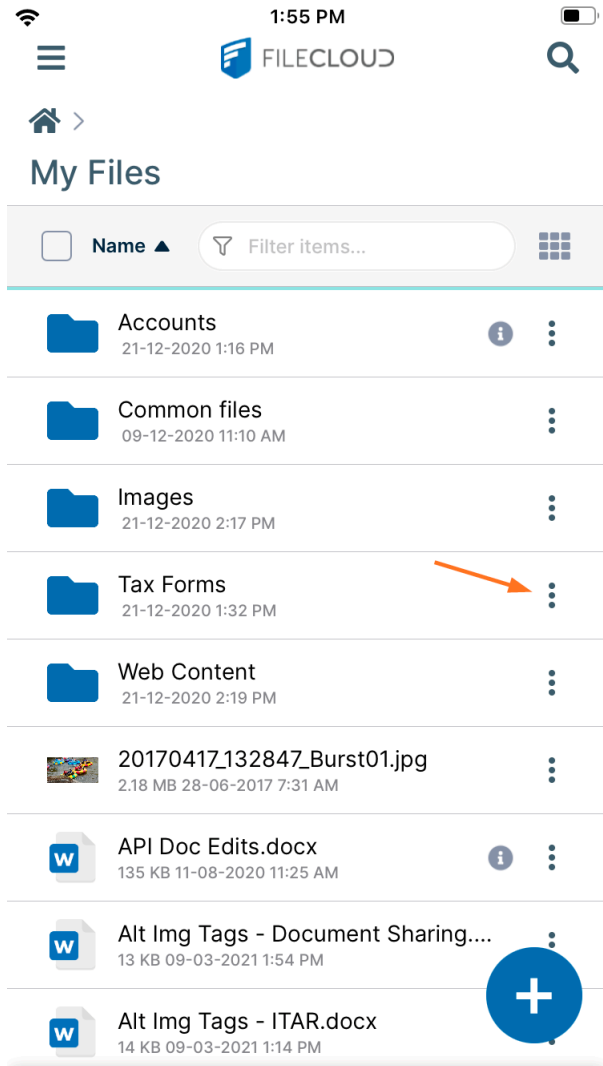 1:55 PM
FILECLOUD
My Files
Name
Filter items...
Accounts
21-12-2020 1:16 PM
Common files
09-12-2020 11:10 AM
Images
21-12-2020 2:17 PM
Tax Forms
21-12-2020 1:32 PM
Web Content
21-12-2020 2:19 PM
20170417_132847_Burst01.jpg
2.18 MB 28-06-2017 7:31 AM
W
API Doc Edits.docx
135 KB 11-08-2020 11:25 AM
W
Alt Img Tags - Document Sharing....
13 KB 09-03-2021 1:54 PM
W
Alt Img Tags - ITAR.docx
14 KB 09-03-2021 1:14 PM